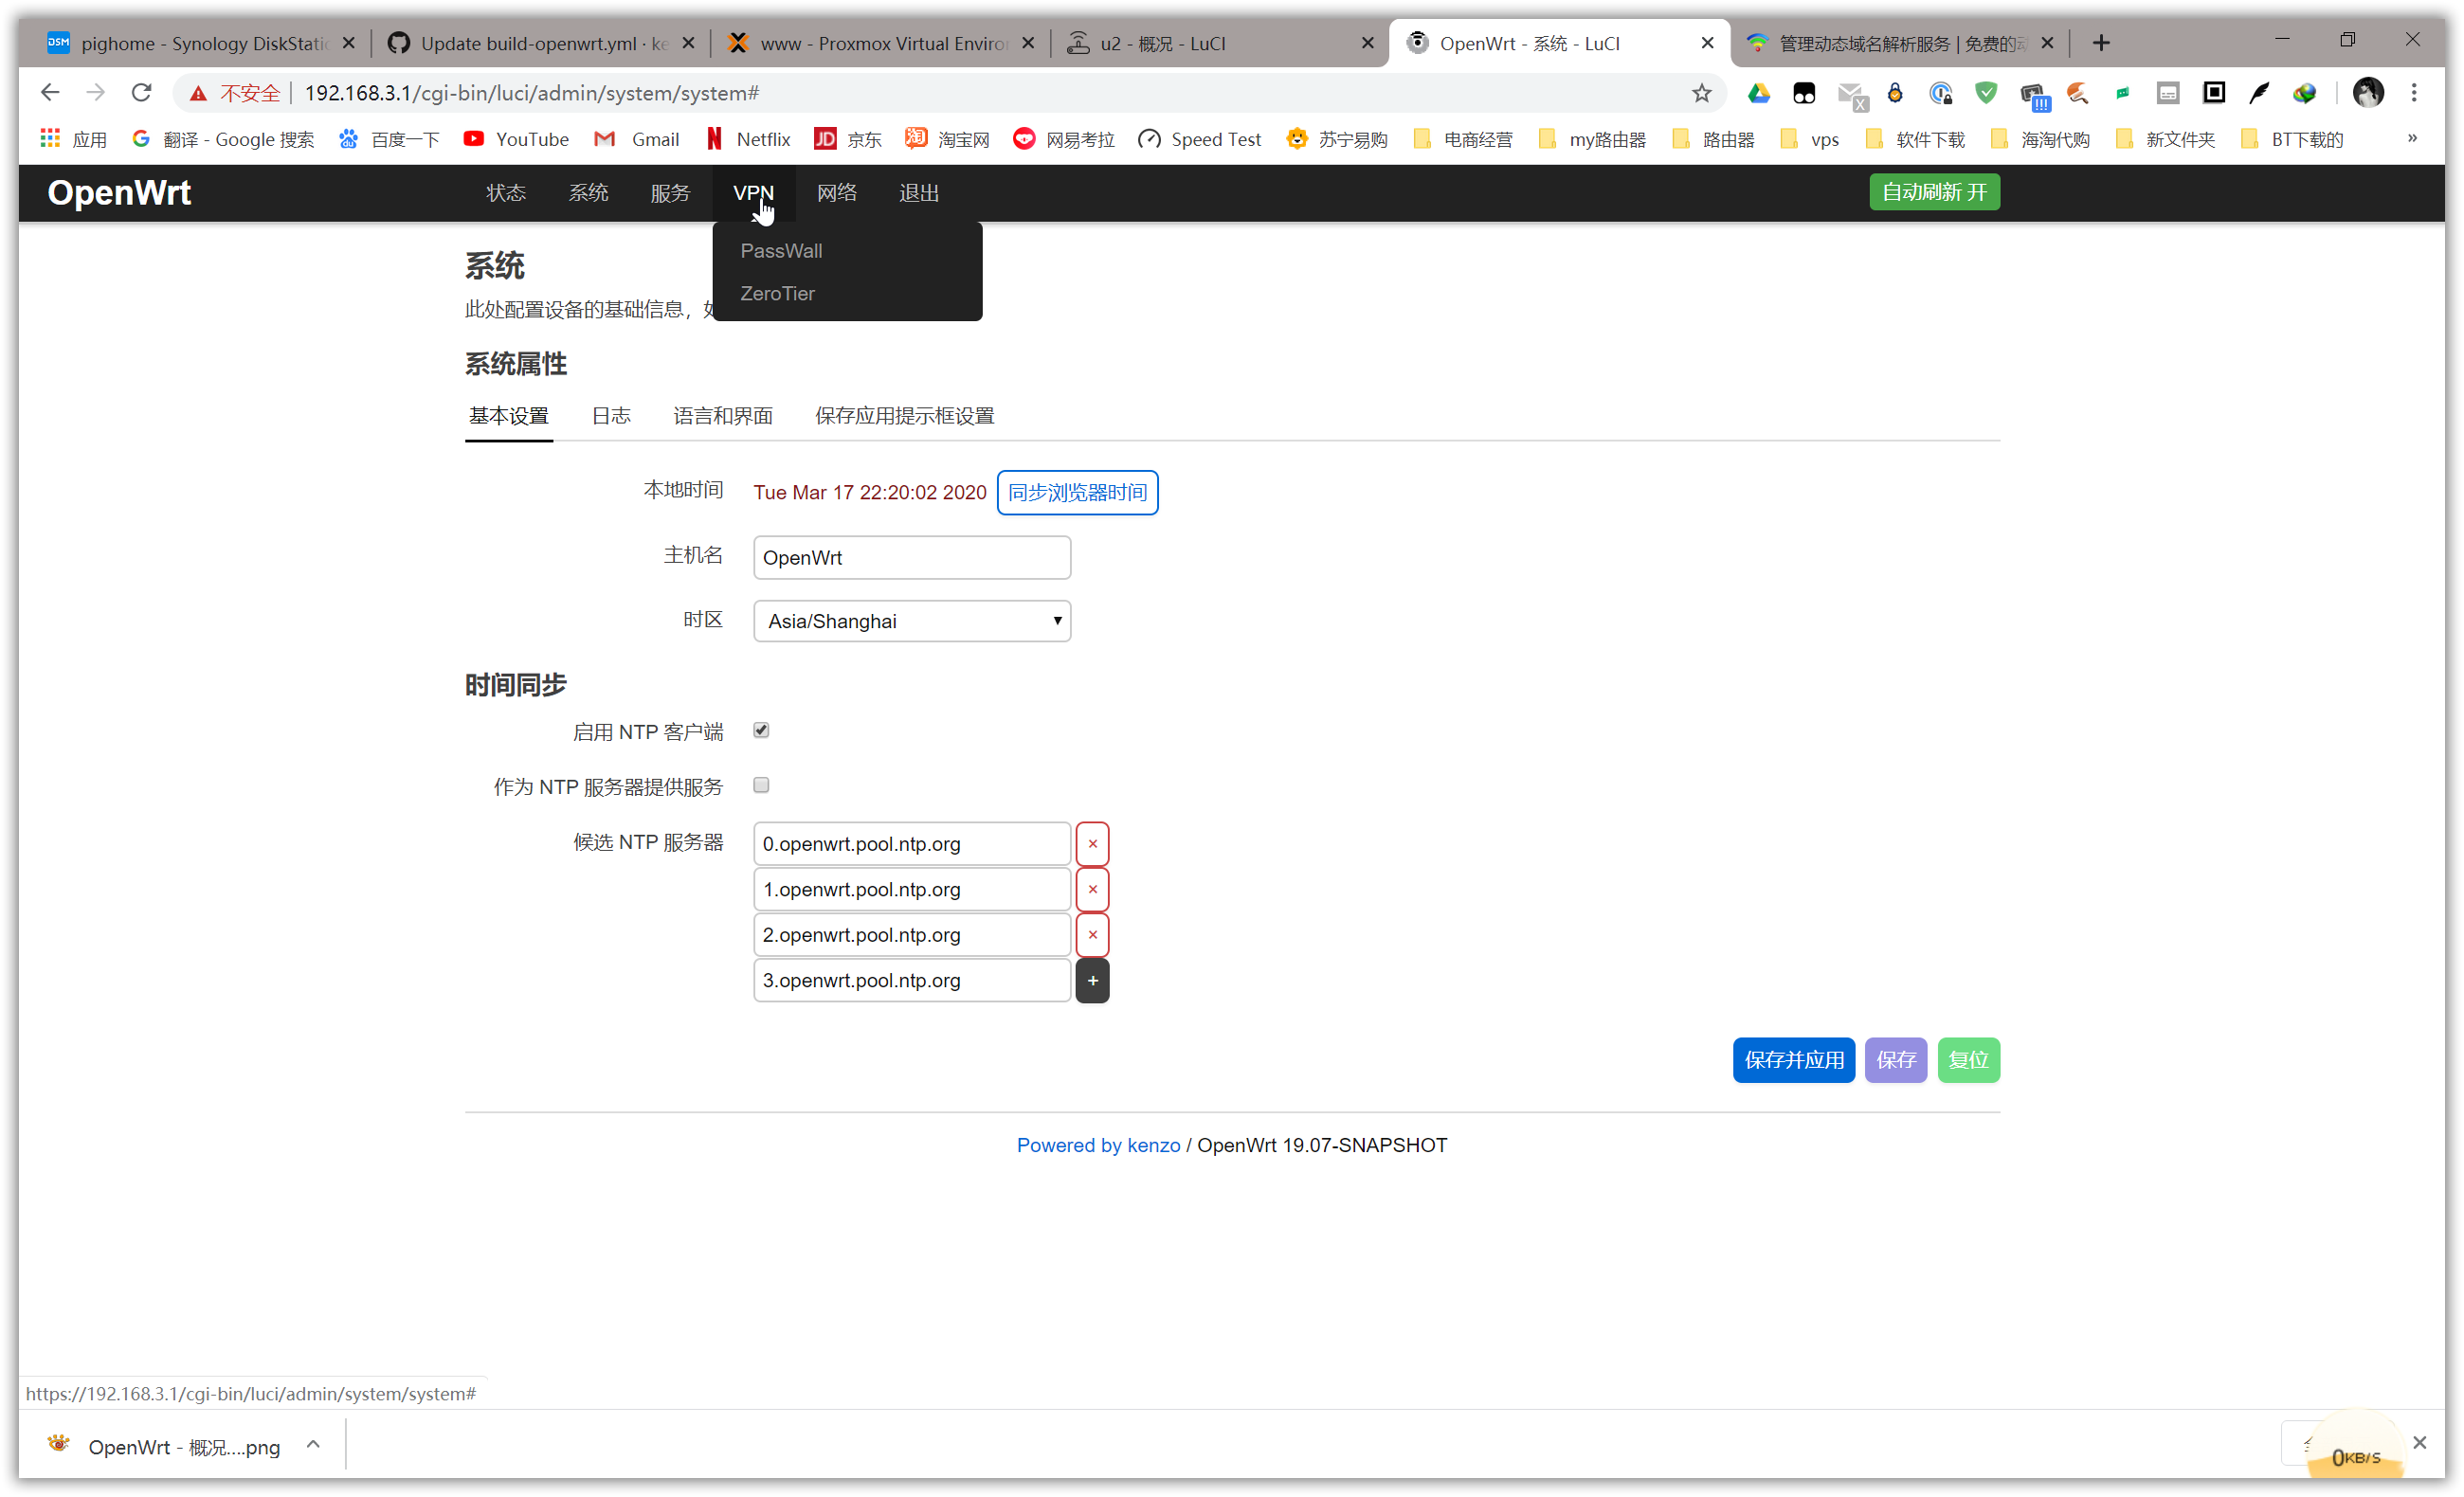 pighome - Synology DiskStatio
Update build-openwrt.yml · ke
www - Proxmox Virtual Enviro
u2 - 概况 - LuCI
OpenWrt - 系统 - LuCI
管理动态域名解析服务 | 免费的动
不安全 192.168.3.1/cgi-bin/luci/admin/system/system#
应用 翻译 - Google 搜索 百度一下 YouTube Gmail Netflix 京东 淘宝网 网易考拉 Speed Test 苏宁易购 电商经营 my路由器 路由器 vps 软件下载 海淘代购 新文件夹 BT下载的 »
OpenWrt 状态 系统 服务 VPN 网络 退出 自动刷新 开
PassWall
ZeroTier
系统
此处配置设备的基础信息，
系统属性
基本设置 日志 语言和界面 保存应用提示框设置
本地时间 Tue Mar 17 22:20:02 2020 同步浏览器时间
主机名 OpenWrt
时区 Asia/Shanghai
时间同步
启用 NTP 客户端
作为 NTP 服务器提供服务
候选 NTP 服务器 0.openwrt.pool.ntp.org
1.openwrt.pool.ntp.org
2.openwrt.pool.ntp.org
3.openwrt.pool.ntp.org
保存并应用 保存 复位
Powered by kenzo / OpenWrt 19.07-SNAPSHOT
https://192.168.3.1/cgi-bin/luci/admin/system/system#
OpenWrt - 概况....png
0KB/S